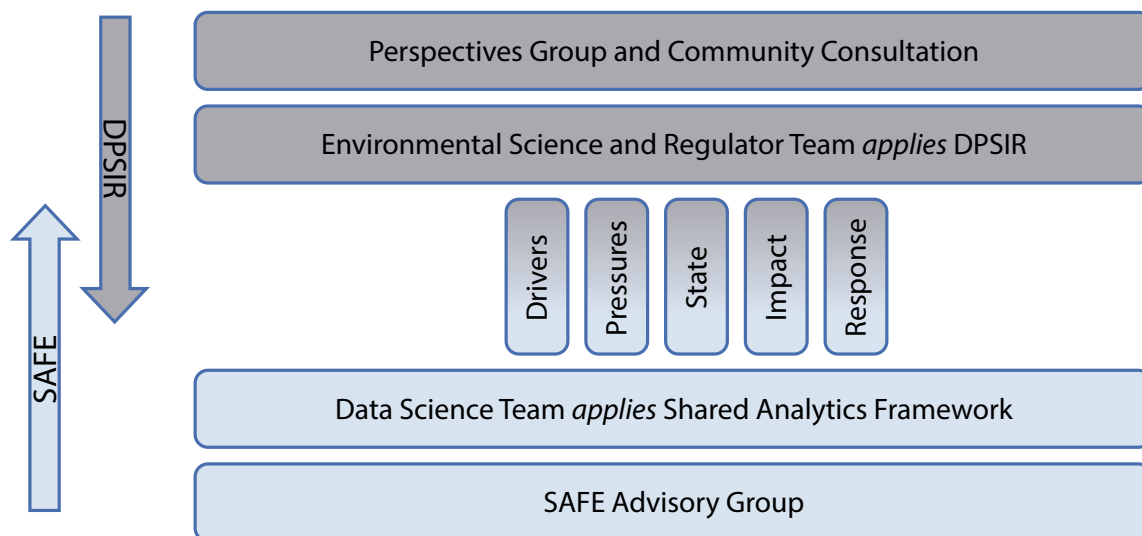 Perspectives Group and Community Consultation
DPSIR
Environmental Science and Regulator Team applies DPSIR
Drivers
Pressures
State
Impact
Response
SAFE
Data Science Team applies Shared Analytics Framework
SAFE Advisory Group